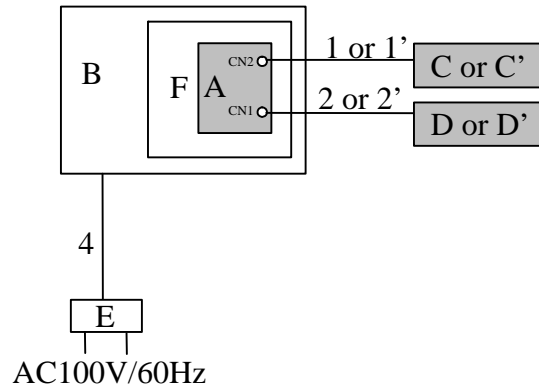 B
F
A
CN2
CN1
1 or 1’
C or C’
2 or 2’
D or D’
4
E
AC100V/60Hz